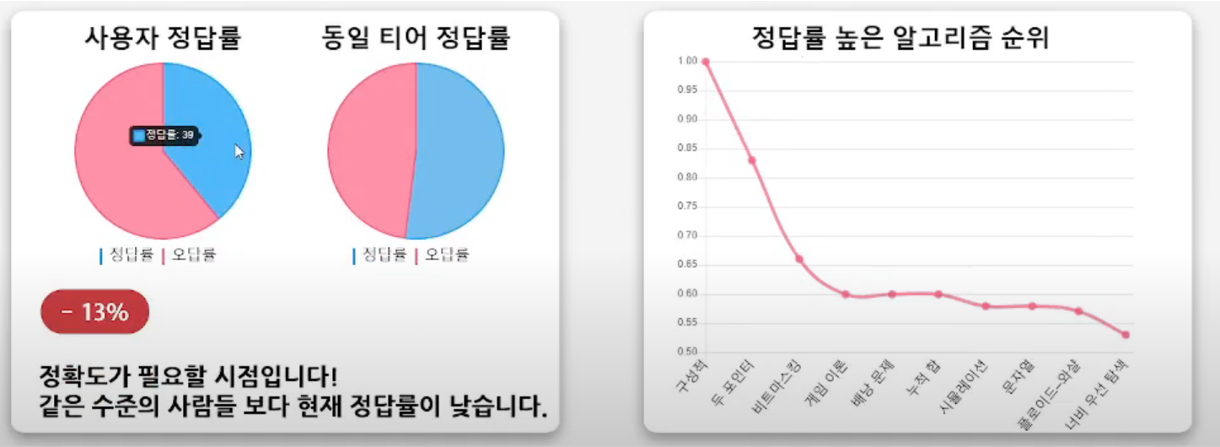 사용자 정답률
동일 티어 정답률
정답률: 39
정답률 오답률
정답률 오답률
- 13%
정확도가 필요할 시점입니다!
같은 수준의 사람들 보다 현재 정답률이 낮습니다.
정답률 높은 알고리즘 순위
1.00
0.95
0.90
0.85
0.80
0.75
0.70
0.65
0.60
0.55
0.50
구성적
두 포인터
비트마스킹
게임 이론
배낭 문제
누적 합
시뮬레이션
문자열
플로이드-와샬
너비 우선 탐색